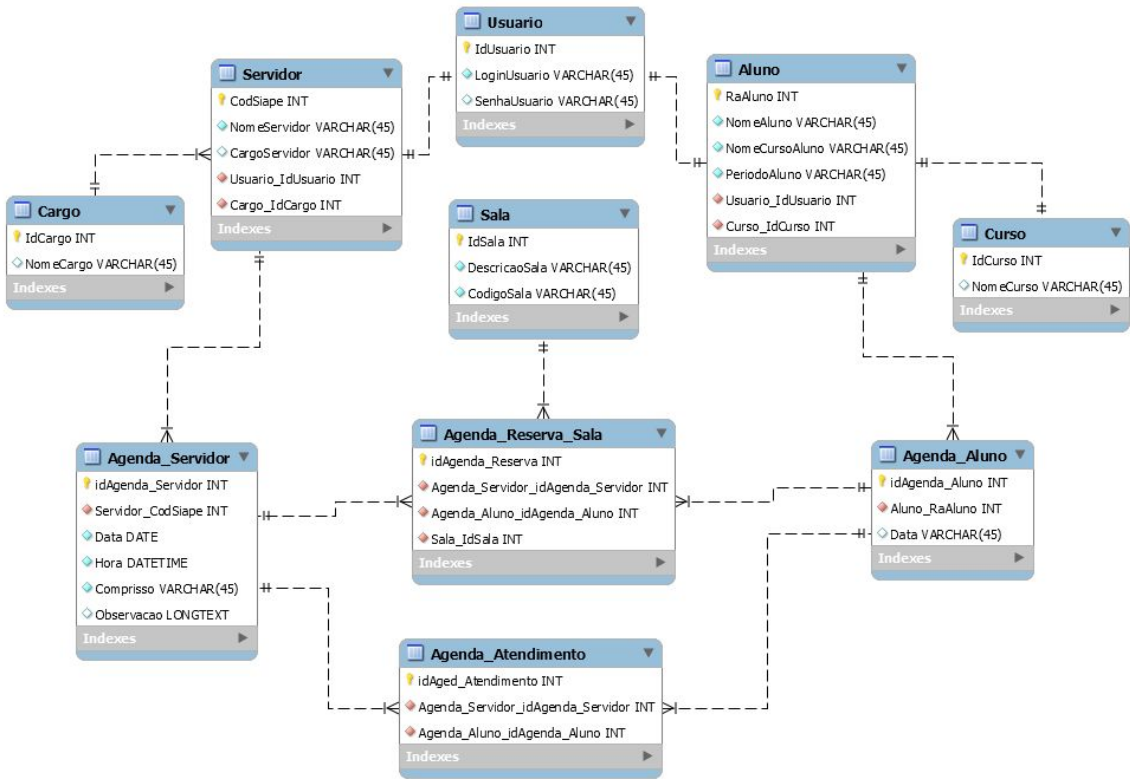 Usuario
IdUsuario INT
LoginUsuario VARCHAR(45)
SenhaUsuario VARCHAR(45)
Indexes
Servidor
CodSiape INT
NomeServidor VARCHAR(45)
CargoServidor VARCHAR(45)
Usuario_IdUsuario INT
Cargo_IdCargo INT
Indexes
Aluno
RaAluno INT
NomeAluno VARCHAR(45)
NomeCursoAluno VARCHAR(45)
PeriodoAluno VARCHAR(45)
Usuario_IdUsuario INT
Curso_IdCurso INT
Indexes
Cargo
IdCargo INT
NomeCargo VARCHAR(45)
Indexes
Sala
IdSala INT
DescricaoSala VARCHAR(45)
CodigoSala VARCHAR(45)
Indexes
Curso
IdCurso INT
NomeCurso VARCHAR(45)
Indexes
Agenda_Servidor
idAgenda_Servidor INT
Servidor_CodSiape INT
Data DATE
Hora DATETIME
Comprisso VARCHAR(45)
Observacao LONGTEXT
Indexes
Agenda_Reserva_Sala
idAgenda_Reserva INT
Agenda_Servidor_idAgenda_Servidor INT
Agenda_Aluno_idAgenda_Aluno INT
Sala_IdSala INT
Indexes
Agenda_Aluno
idAgenda_Aluno INT
Aluno_RaAluno INT
Data VARCHAR(45)
Indexes
Agenda_Atendimento
idAged_Atendimento INT
Agenda_Servidor_idAgenda_Servidor INT
Agenda_Aluno_idAgenda_Aluno INT
Indexes